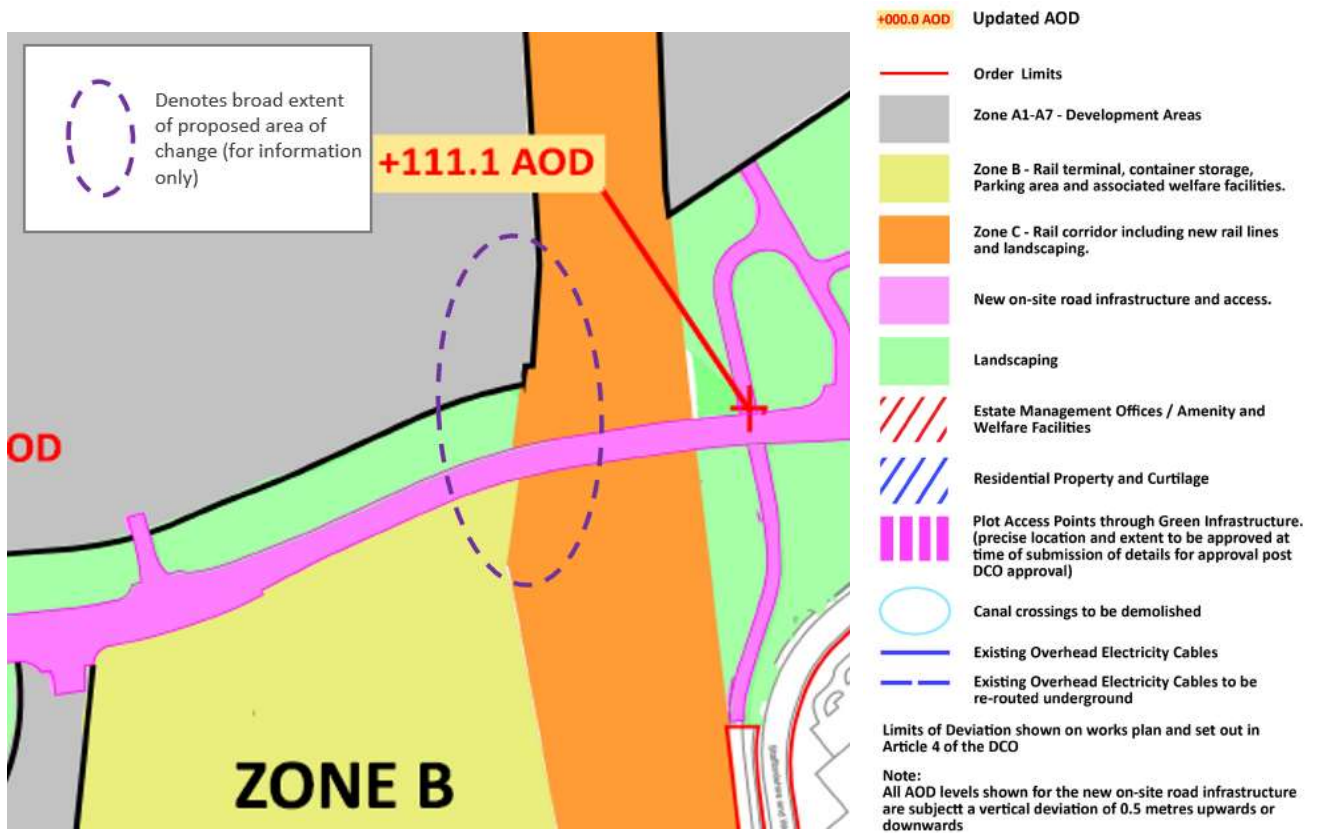 Denotes broad extent
of proposed area of
change (for information
only)
+111.1 AOD
OD
ZONE B
+000.0 AOD Updated AOD
Order Limits
Zone A1-A7 - Development Areas
Zone B - Rail terminal, container storage,
Parking area and associated welfare facilities.
Zone C - Rail corridor including new rail lines
and landscaping.
New on-site road infrastructure and access.
Landscaping
Estate Management Offices / Amenity and
Welfare Facilities
Residential Property and Curtilage
Plot Access Points through Green Infrastructure.
(precise location and extent to be approved at
time of submission of details for approval post
DCO approval)
Canal crossings to be demolished
Existing Overhead Electricity Cables
Existing Overhead Electricity Cables to be
re-routed underground
Limits of Deviation shown on works plan and set out in
Article 4 of the DCO
Note:
All AOD levels shown for the new on-site road infrastructure
are subjectt a vertical deviation of 0.5 metres upwards or
downwards